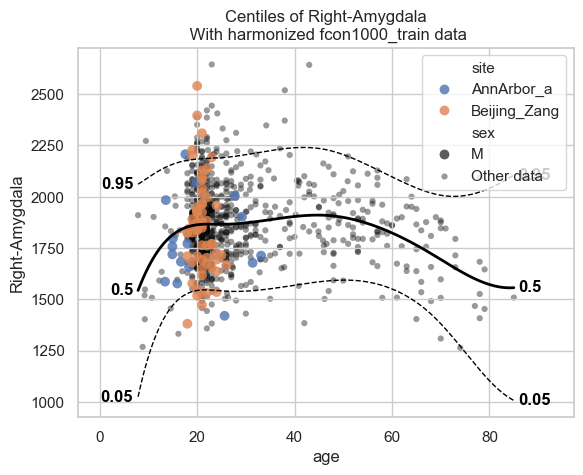 Centiles of Right-Amygdala
With harmonized fcon1000_train data
site
AnnArbor_a
Beijing_Zang
sex
M
Other data
2500
2250
2000
1750
1500
1250
1000
Right-Amygdala
0.95
0.5
0.05
0.95
0.5
0.05
0
20
40
60
80
age